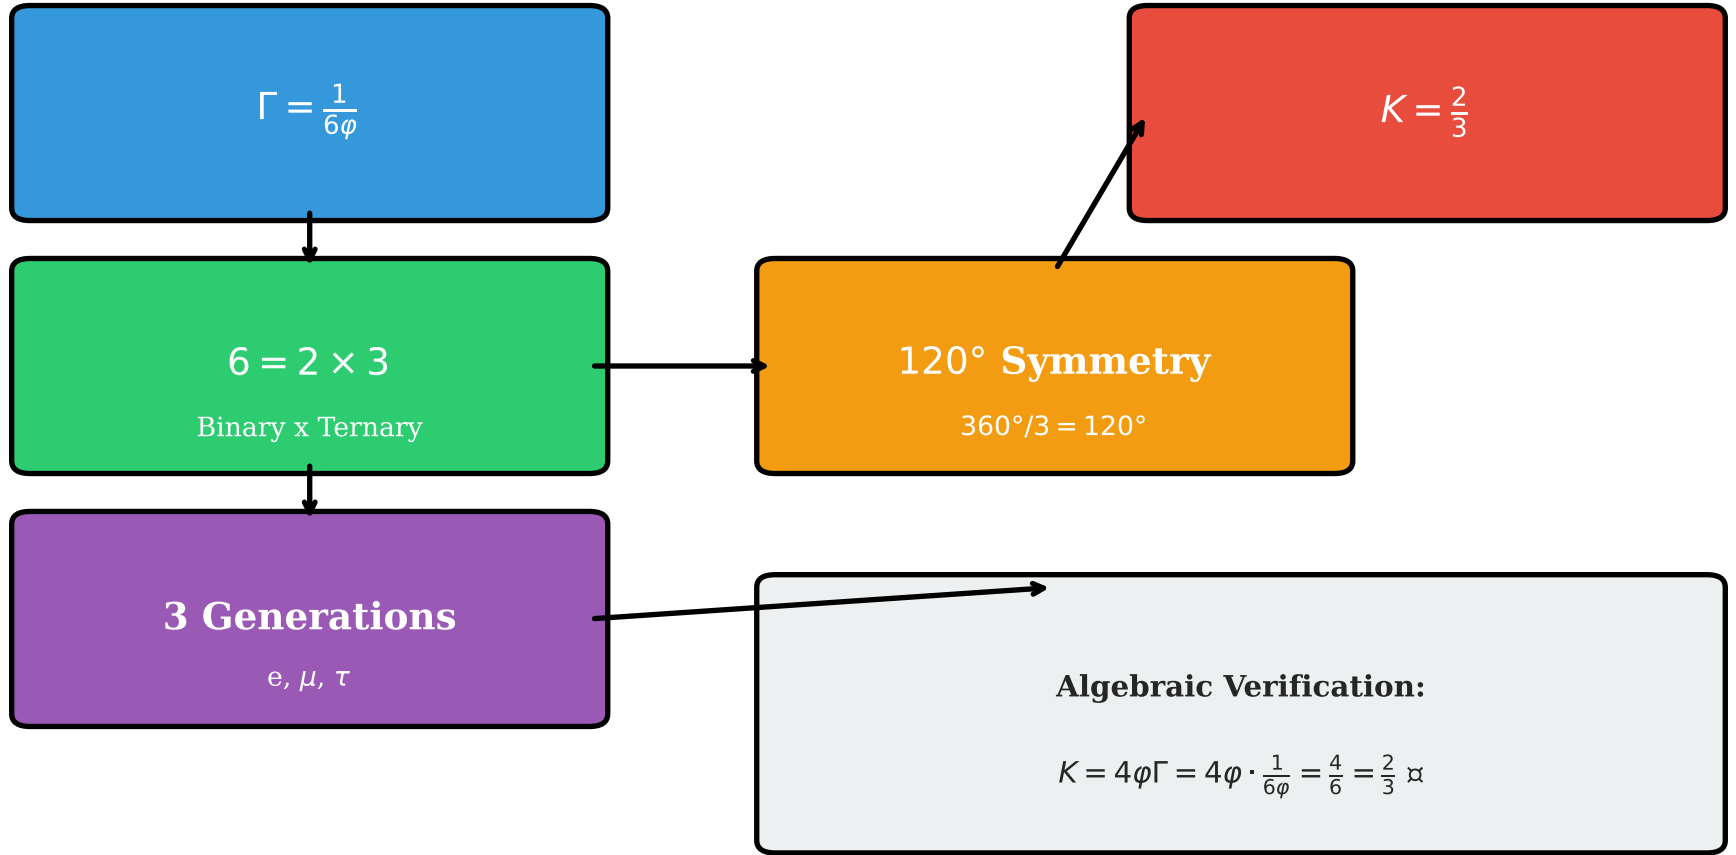 Γ = 1/6φ
K = 2/3
6 = 2 × 3
Binary x Ternary
120° Symmetry
360°/3 = 120°
3 Generations
e, μ, τ
Algebraic Verification:
K = 4φΓ = 4φ · 1/6φ = 4/6 = 2/3 ¤